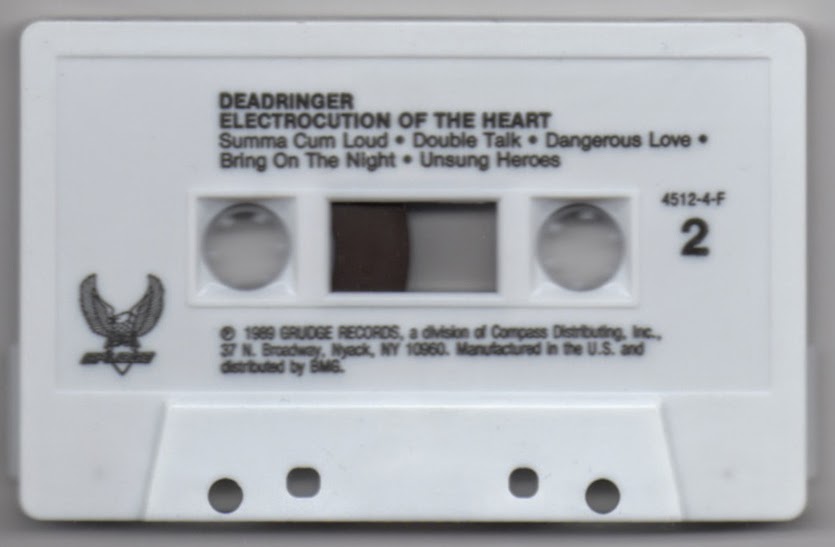 DEADRINGER
ELECTROCUTION OF THE HEART
Summa Cum Loud • Double Talk • Dangerous Love •
Bring On The Night • Unsung Heroes
4512-4-F
2
℗ 1989 GRUDGE RECORDS, a division of Compass Distributing, Inc.,
37 N. Broadway, Nyack, NY 10960. Manufactured in the U.S. and
distributed by BMG.